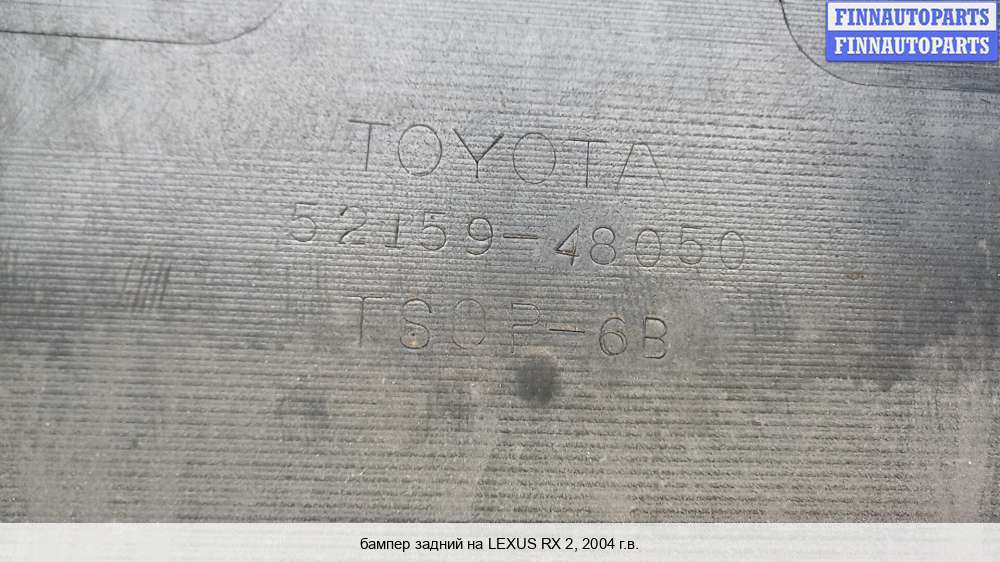 FINNAUTOPARTS
FINNAUTOPARTS
TOYOTA
52159-48050
TSOP-6B
бампер задний на LEXUS RX 2, 2004 г.в.